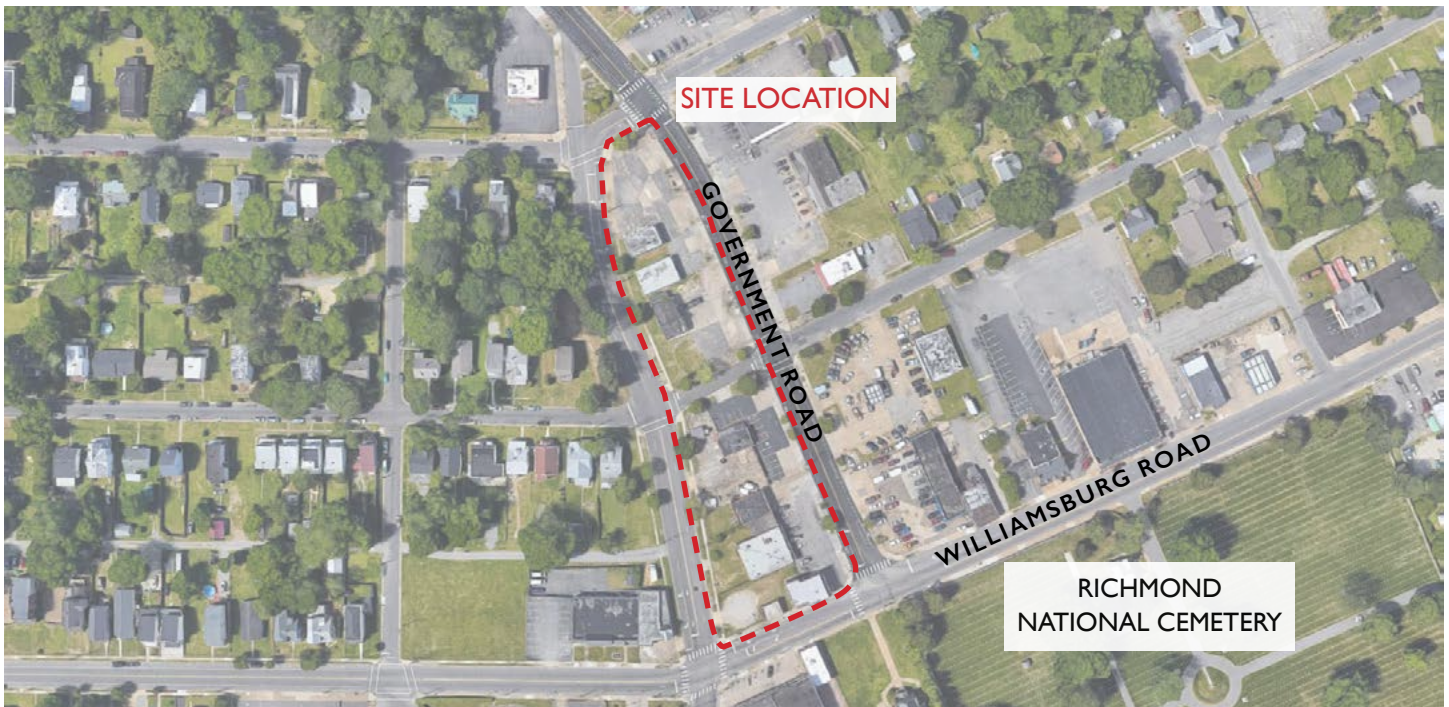 SITE LOCATION
GOVERNMENT ROAD
WILLIAMSBURG ROAD
RICHMOND
NATIONAL CEMETERY